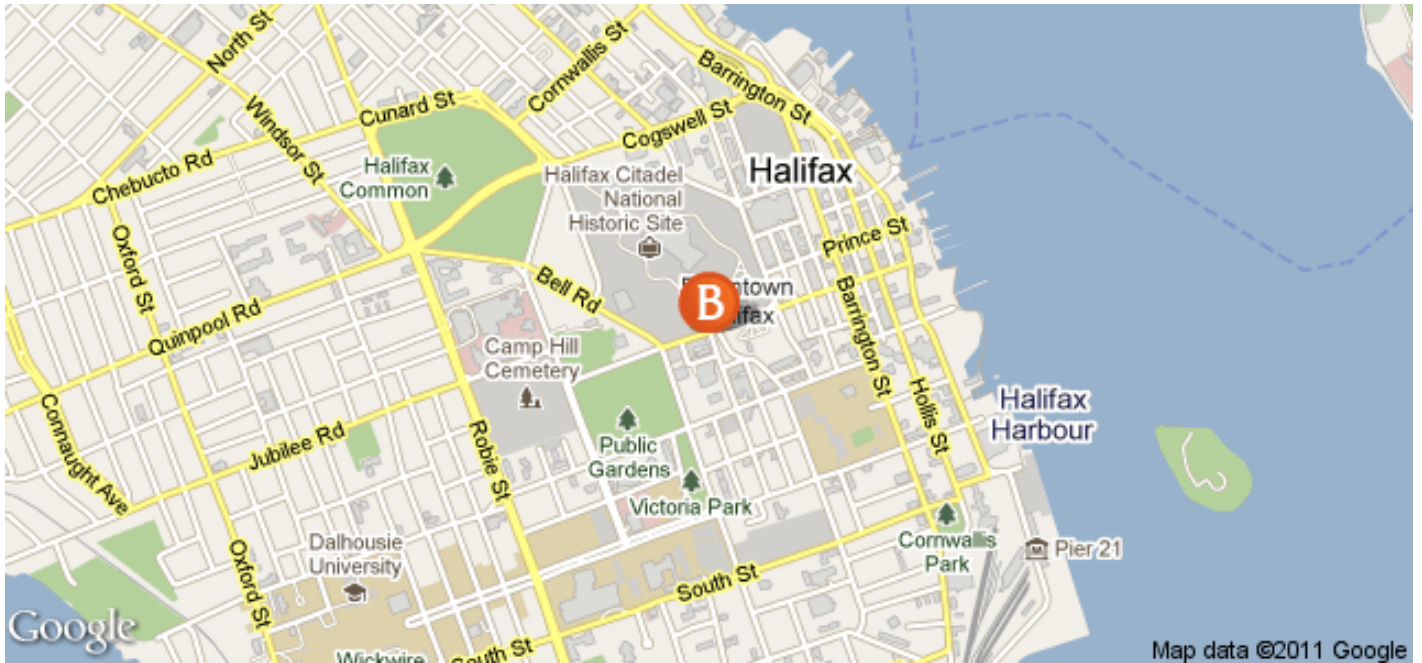 North St
Cornwallis St
Barrington St
Windsor St
Cunard St
Cogswell St
Chebucto Rd
Halifax
Common
Halifax Citadel
National
Historic Site
Halifax
Oxford St
Prince St
Bell Rd
B
ntown
Barrington St
Quinpool Rd
Camp Hill
Cemetery
Hollis St
Halifax
Harbour
Connaught Ave
Jubilee Rd
Robie St
Public
Gardens
Victoria Park
Oxford St
Dalhousie
University
Cornwallis
Park
Pier 21
South St
Google
South St
Wickwire
Map data ©2011 Google